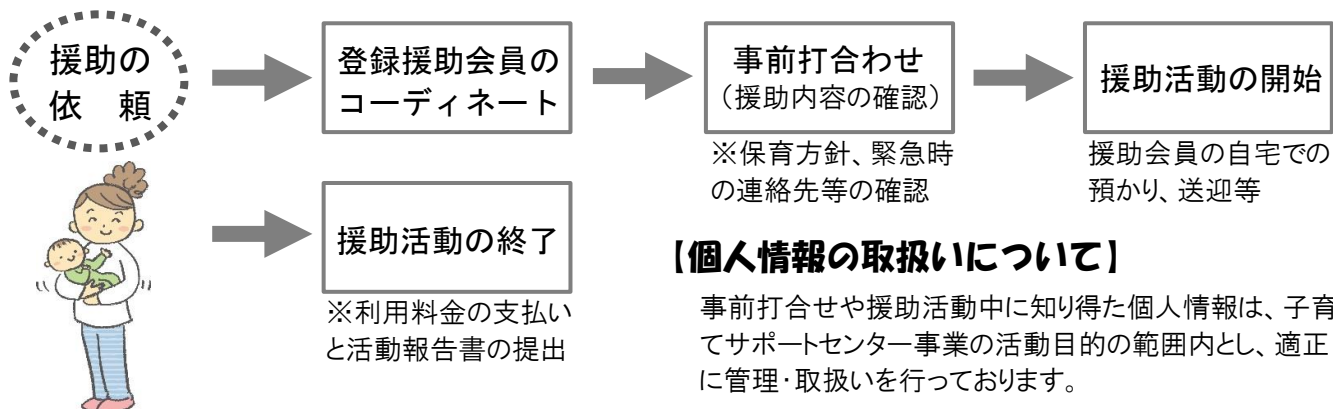 援助の
依　頼
登録援助会員の
コーディネート
事前打合わせ
（援助内容の確認）
※保育方針、緊急時
の連絡先等の確認
援助活動の開始
援助会員の自宅での
預かり、送迎等
援助活動の終了
※利用料金の支払い
と活動報告書の提出
【個人情報の取扱いについて】
事前打合せや援助活動中に知り得た個人情報は、子育
てサポートセンター事業の活動目的の範囲内とし、適正
に管理・取扱いを行っております。